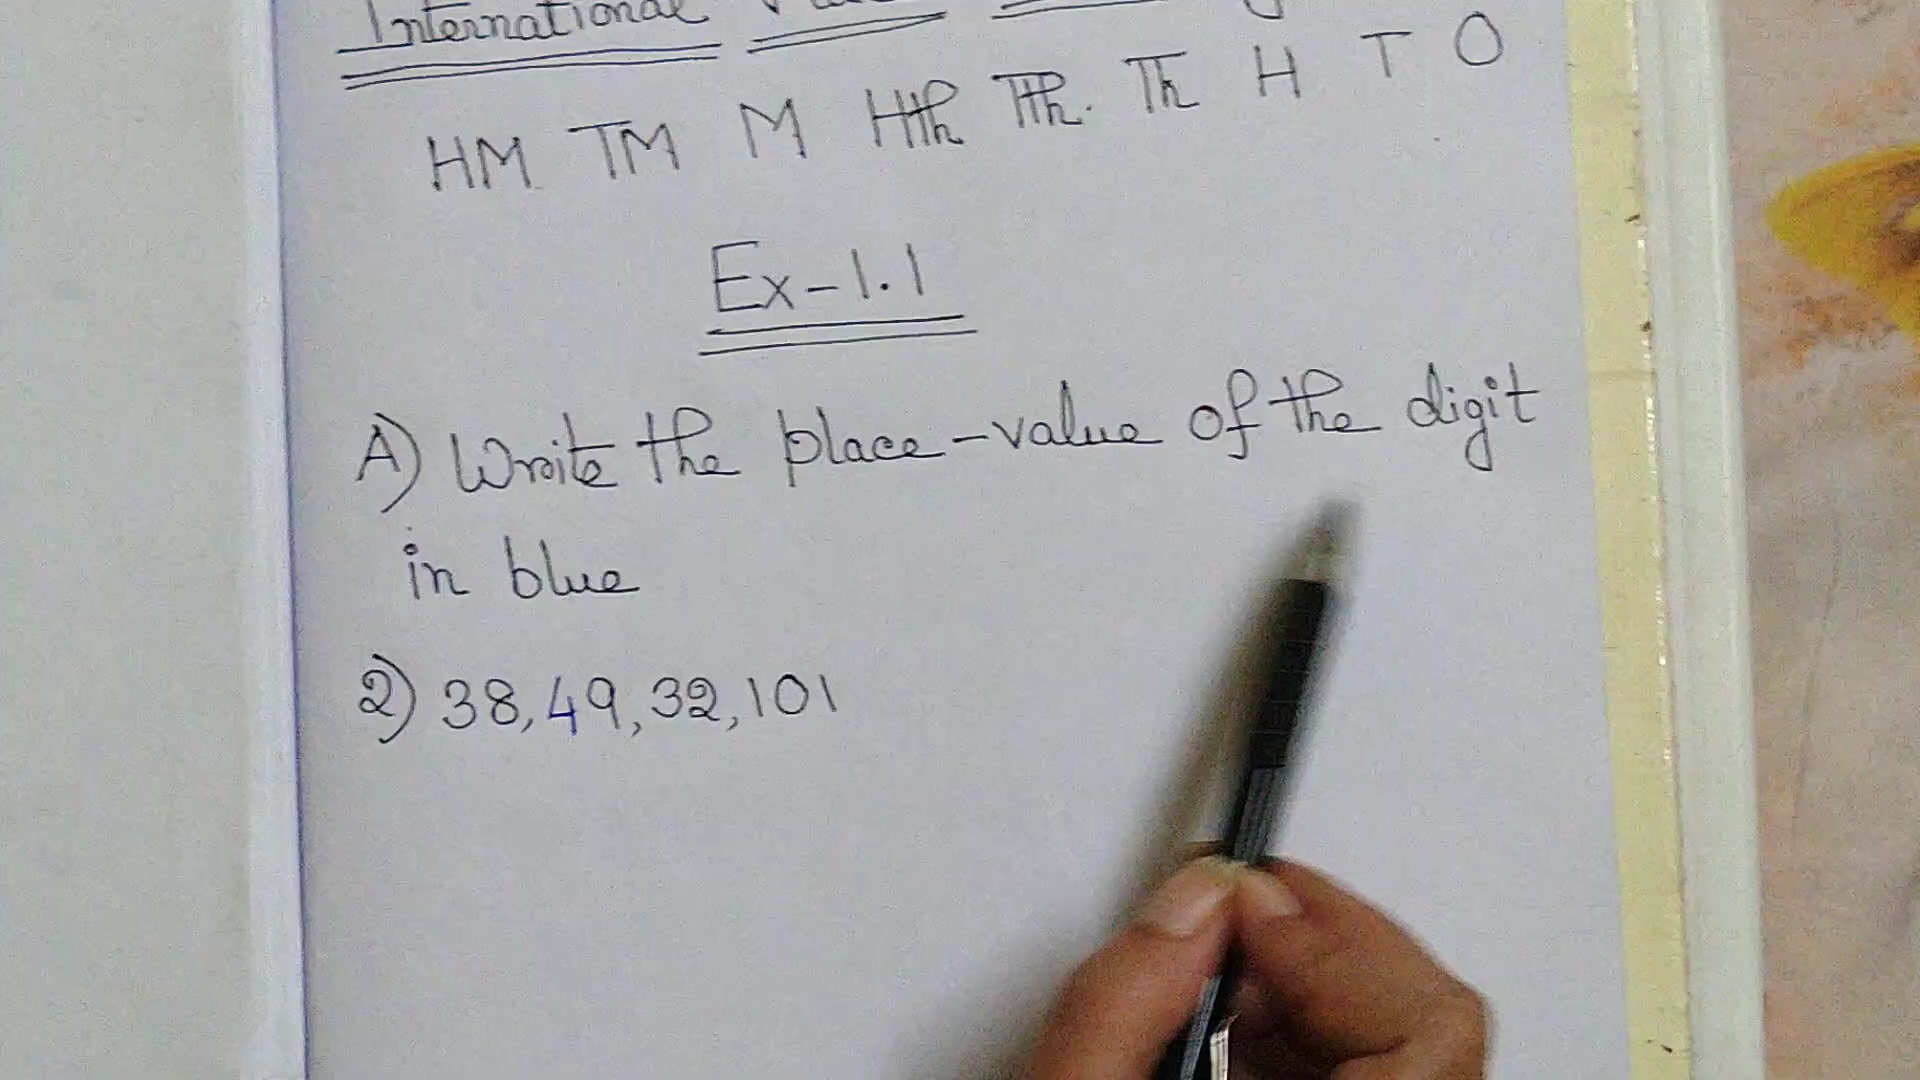 International
HM TM M Hth Tth. Th H T O
Ex-1.1
A) Write the place-value of the digit
in blue
2) 38,49,32,101